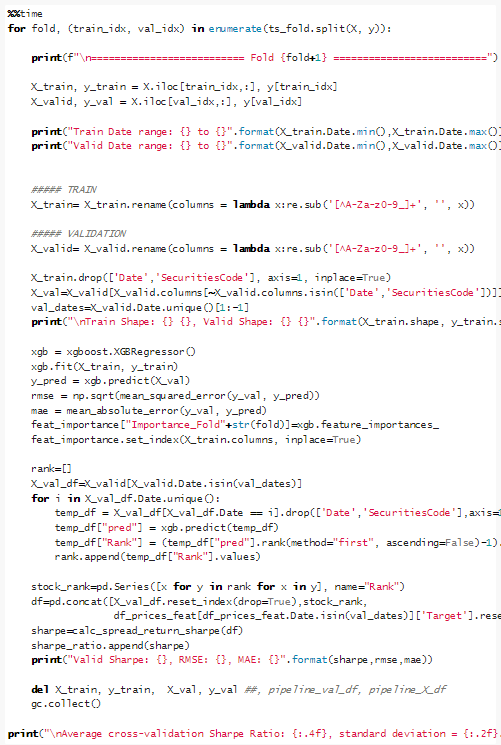 %%time
for fold, (train_idx, val_idx) in enumerate(ts_fold.split(X, y)):
print(f"\n========================== Fold {fold+1} ==========================")
X_train, y_train = X.iloc[train_idx,:], y[train_idx]
X_valid, y_val = X.iloc[val_idx,:], y[val_idx]
print("Train Date range: {} to {}".format(X_train.Date.min(),X_train.Date.max()
print("Valid Date range: {} to {}".format(X_valid.Date.min(),X_valid.Date.max()
##### TRAIN
X_train= X_train.rename(columns = lambda x:re.sub('[^A-Za-z0-9_]+', '', x))
##### VALIDATION
X_valid= X_valid.rename(columns = lambda x:re.sub('[^A-Za-z0-9_]+', '', x))
X_train.drop(['Date','SecuritiesCode'], axis=1, inplace=True)
X_val=X_valid[X_valid.columns[~X_valid.columns.isin(['Date','SecuritiesCode'])]]
val_dates=X_valid.Date.unique()[1:-1]
print("\nTrain Shape: {} {}, Valid Shape: {} {}".format(X_train.shape, y_train.s
xgb = xgboost.XGBRegressor()
xgb.fit(X_train, y_train)
y_pred = xgb.predict(X_val)
rmse = np.sqrt(mean_squared_error(y_val, y_pred))
mae = mean_absolute_error(y_val, y_pred)
feat_importance["Importance_Fold"+str(fold)]=xgb.feature_importances_
feat_importance.set_index(X_train.columns, inplace=True)
rank=[]
X_val_df=X_valid[X_valid.Date.isin(val_dates)]
for i in X_val_df.Date.unique():
temp_df = X_val_df[X_val_df.Date == i].drop(['Date','SecuritiesCode'],axis=
temp_df["pred"] = xgb.predict(temp_df)
temp_df["Rank"] = (temp_df["pred"].rank(method="first", ascending=False)-1).
rank.append(temp_df["Rank"].values)
stock_rank=pd.Series([x for y in rank for x in y], name="Rank")
df=pd.concat([X_val_df.reset_index(drop=True),stock_rank,
df_prices_feat[df_prices_feat.Date.isin(val_dates)]['Target'].rese
sharpe=calc_spread_return_sharpe(df)
sharpe_ratio.append(sharpe)
print("Valid Sharpe: {}, RMSE: {}, MAE: {}".format(sharpe,rmse,mae))
del X_train, y_train,  X_val, y_val ##, pipeline_val_df, pipeline_X_df
gc.collect()
print("\nAverage cross-validation Sharpe Ratio: {:.4f}, standard deviation = {:.2f}.